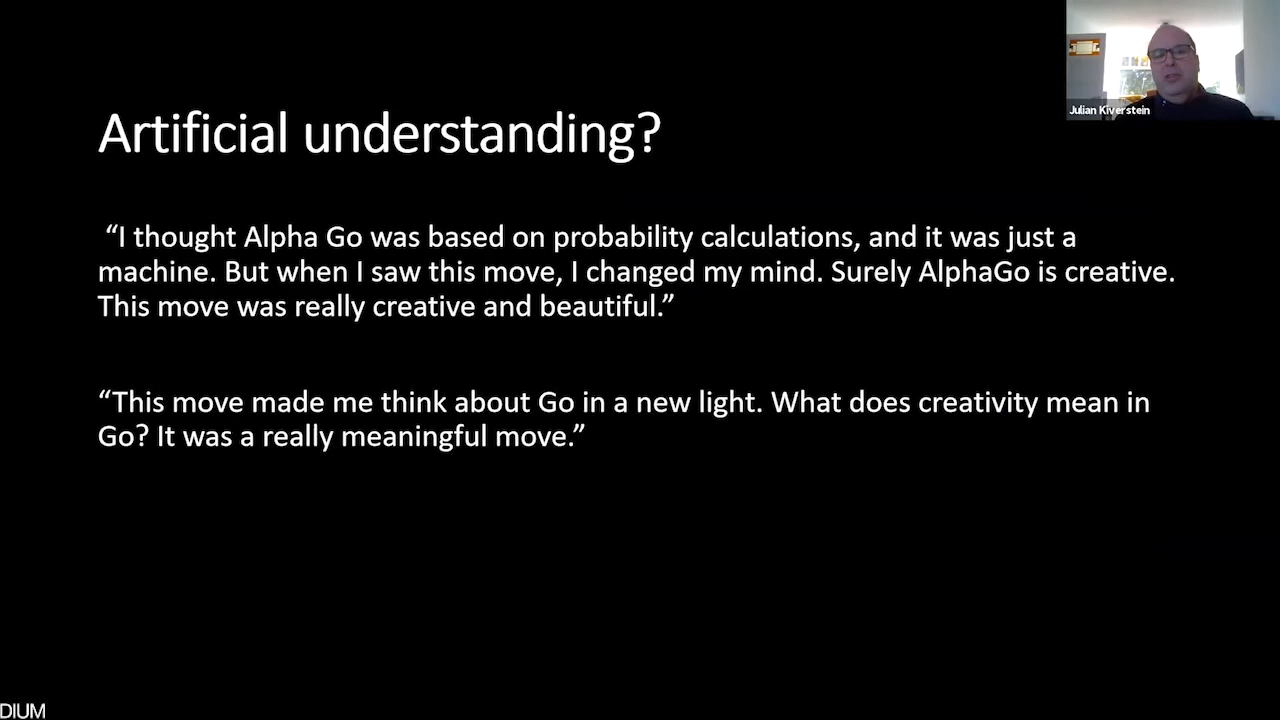 Julian Kiverstein
Artificial understanding?
“I thought Alpha Go was based on probability calculations, and it was just a
machine. But when I saw this move, I changed my mind. Surely AlphaGo is creative.
This move was really creative and beautiful.”
“This move made me think about Go in a new light. What does creativity mean in
Go? It was a really meaningful move.”
DIUM